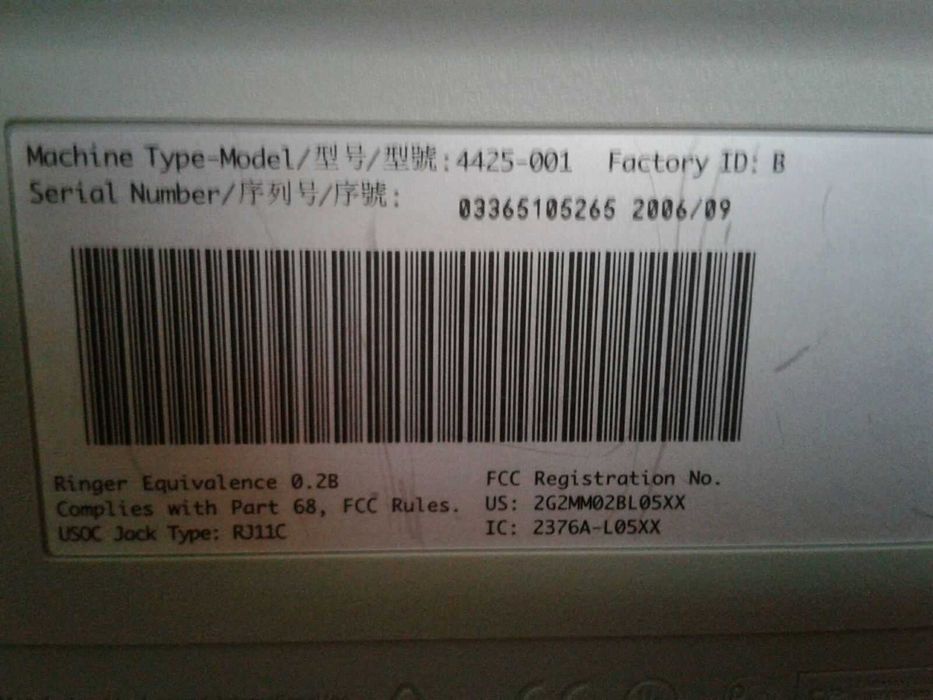 Machine Type-Model/型号/型號:4425-001 Factory ID: B
Serial Number/序列号/序號: 03365105265 2006/09
Ringer Equivalence 0.2B
Complies with Part 68, FCC Rules.
USOC Jack Type: RJ11C
FCC Registration No.
US: 2G2MM02BL05XX
IC: 2376A-L05XX